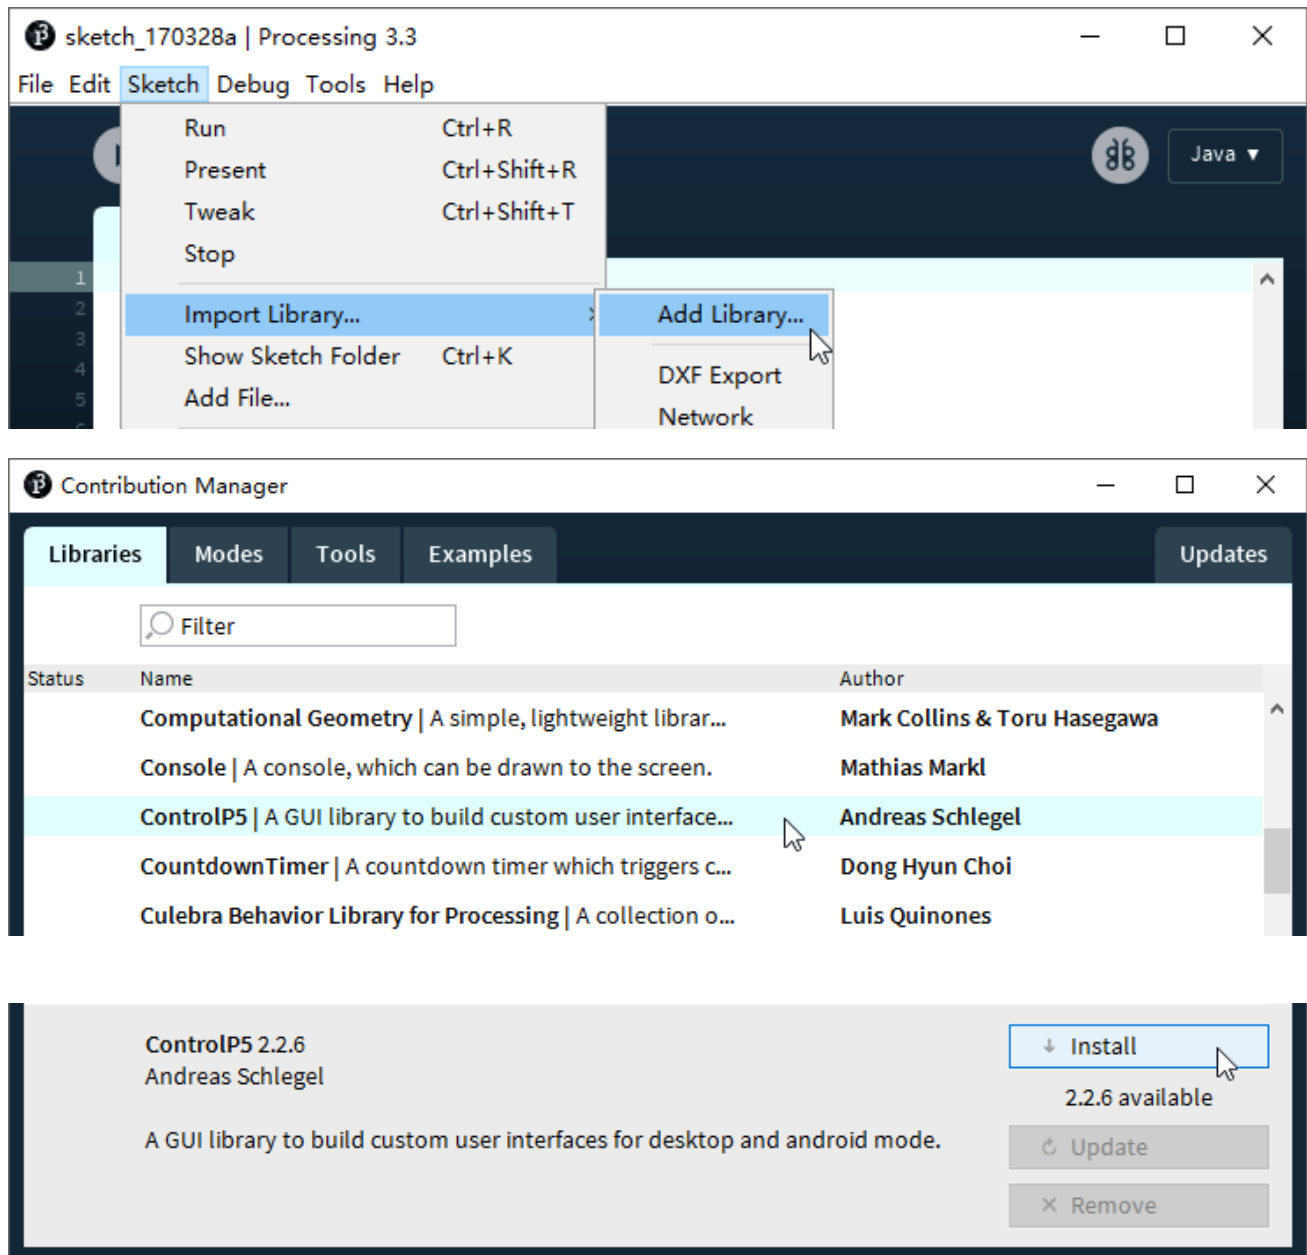 sketch_170328a | Processing 3.3
File Edit Sketch Debug Tools Help
Run Ctrl+R
Present Ctrl+Shift+R
Tweak Ctrl+Shift+T
Stop
Java ▼
1
2
3
4
5
Import Library... Add Library...
Show Sketch Folder Ctrl+K
DXF Export
Add File...
Network
Contribution Manager
Libraries Modes Tools Examples Updates
Filter
Status Name Author
Computational Geometry | A simple, lightweight librar... Mark Collins & Toru Hasegawa
Console | A console, which can be drawn to the screen. Mathias Markl
ControlP5 | A GUI library to build custom user interface... Andreas Schlegel
CountdownTimer | A countdown timer which triggers c... Dong Hyun Choi
Culebra Behavior Library for Processing | A collection o... Luis Quinones
ControlP5 2.2.6
Andreas Schlegel
Install
2.2.6 available
A GUI library to build custom user interfaces for desktop and android mode.
Update
Remove